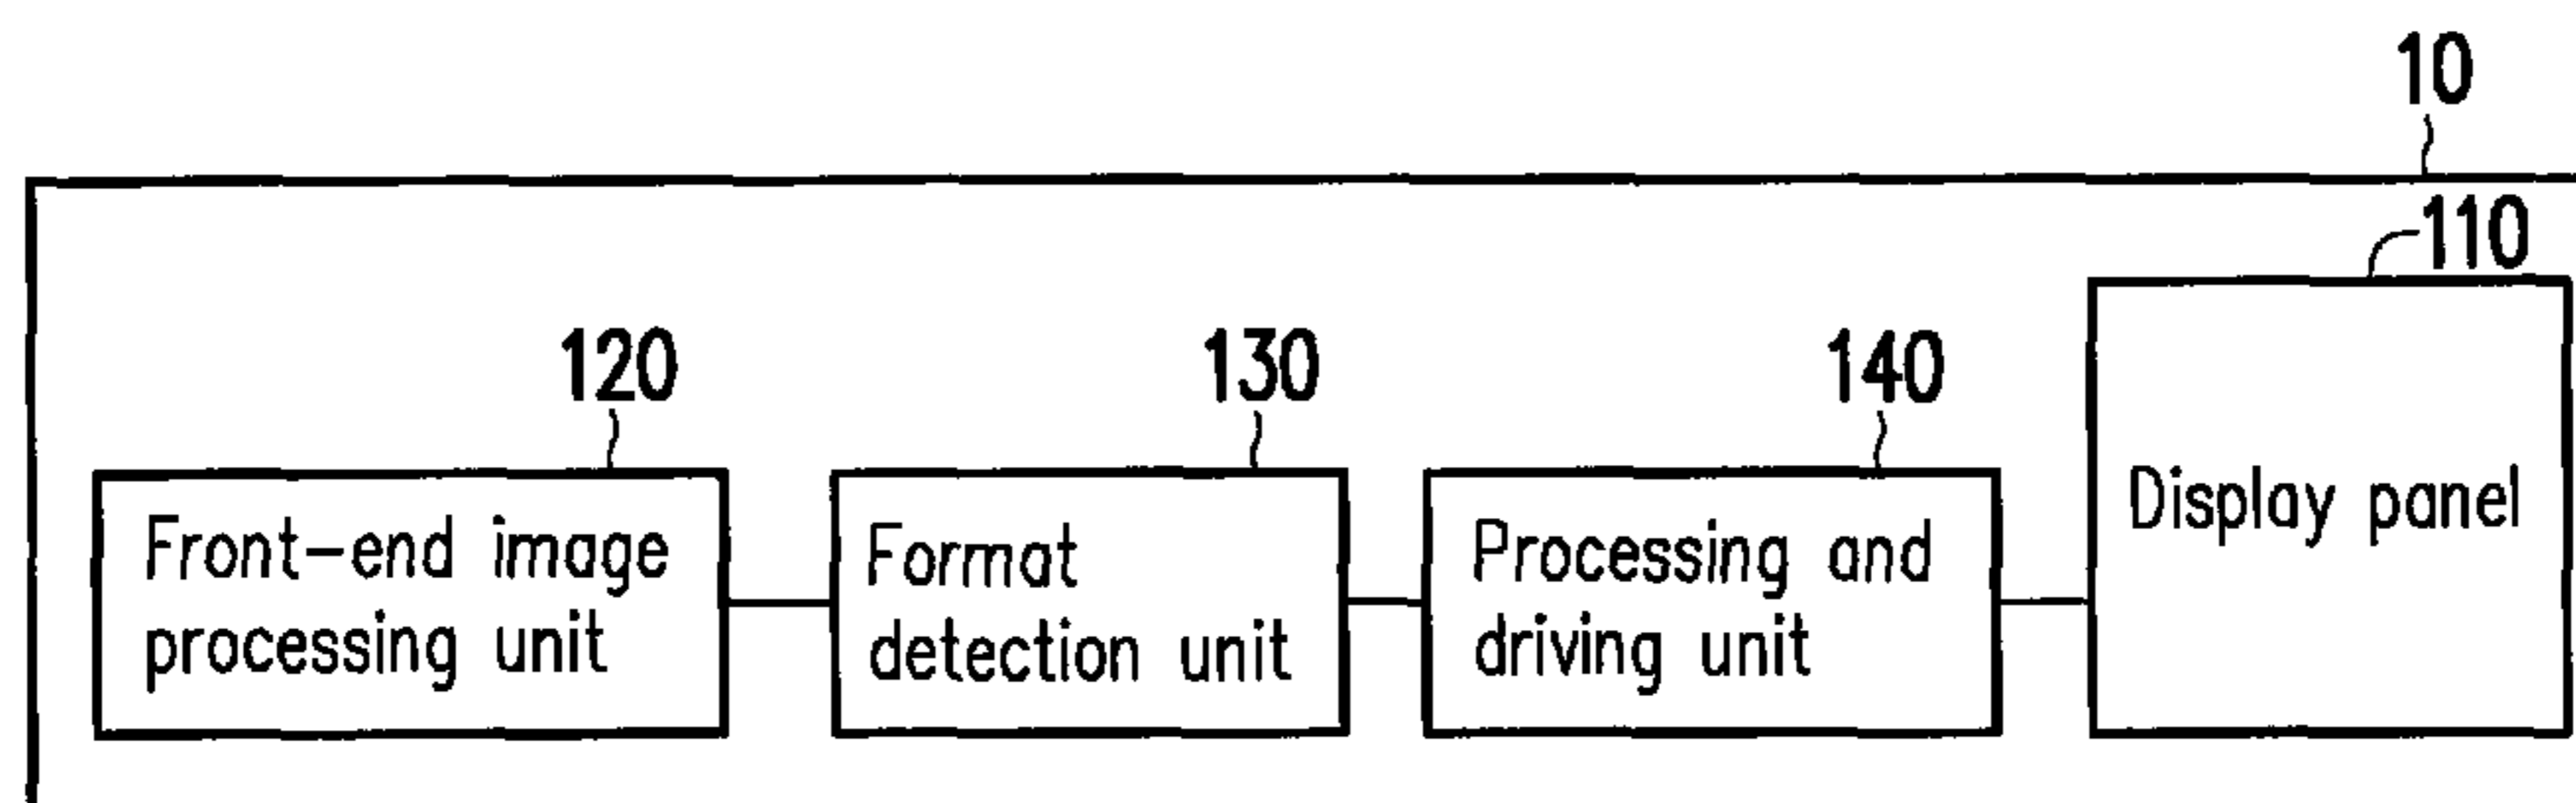 10
110
120
130
140
Front-end image
processing unit
Format
detection unit
Processing and
driving unit
Display panel